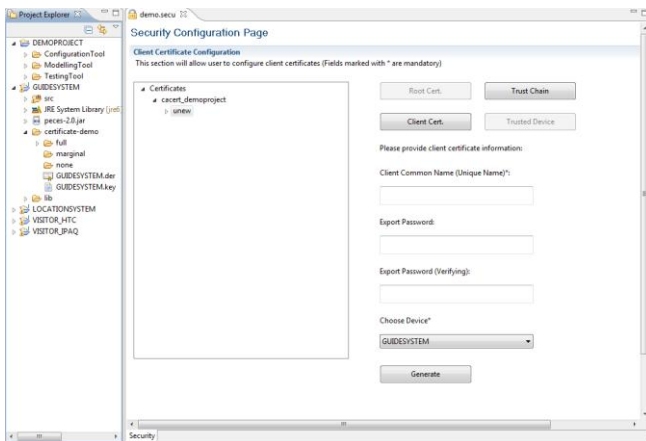 Project Explorer
demo.secu
DEMOPROJECT
ConfigurationTool
ModellingTool
TestingTool
GUIDESYSTEM
src
JRE System Library [jre6]
peces-2.0.jar
certificate-demo
full
marginal
none
GUIDESYSTEM.der
GUIDESYSTEM.key
lib
LOCATIONSYSTEM
VISITOR_HTC
VISITOR_IPAQ
Security Configuration Page
Client Certificate Configuration
This section will allow user to configure client certificates (Fields marked with * are mandatory)
Certificates
cacert_demoproject
unew
Root Cert.
Trust Chain
Client Cert.
Trusted Device
Please provide client certificate information:
Client Common Name (Unique Name)*:
Export Password:
Export Password (Verifying):
Choose Device*
GUIDESYSTEM
Generate
Security